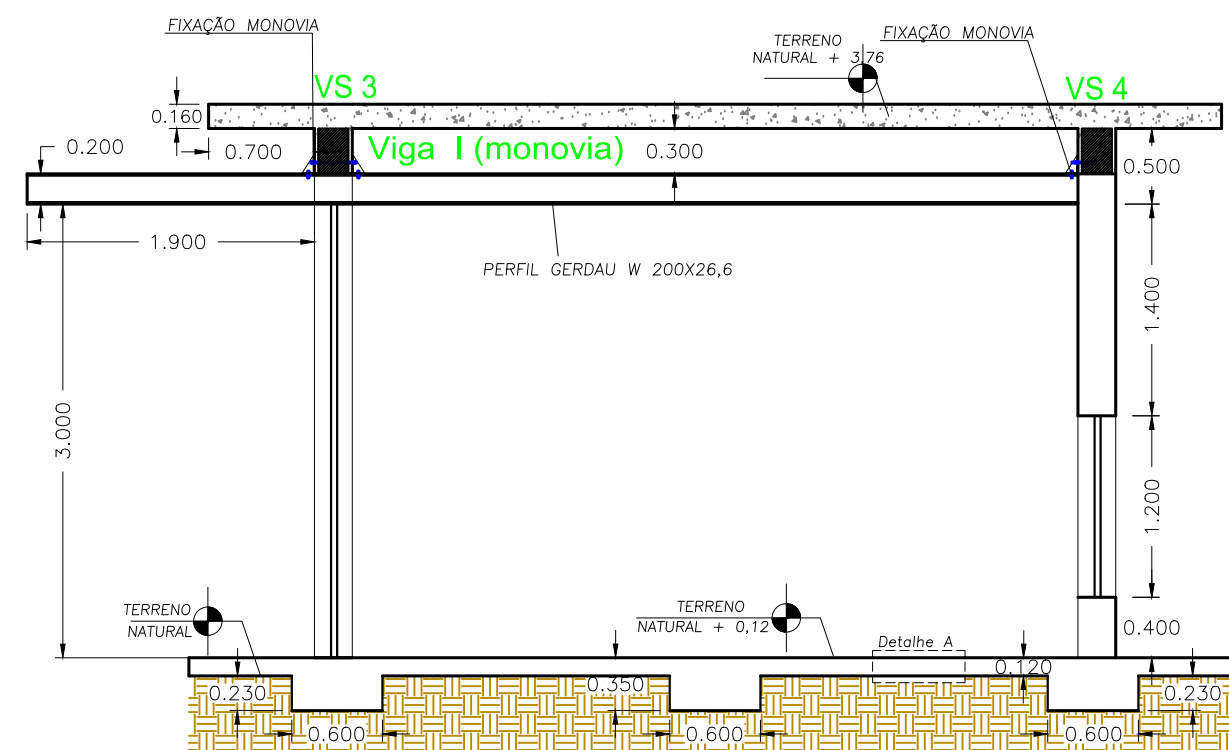 FIXAÇÃO MONOVIA
TERRENO
NATURAL + 3,76
FIXAÇÃO MONOVIA
VS 3
VS 4
0.160
0.200
0.700
Viga I (monovia)
0.300
0.500
1.900
PERFIL GERDAU W 200X26,6
1.400
3.000
1.200
TERRENO
NATURAL
TERRENO
NATURAL + 0,12
Detalhe A
0.400
0.120
0.230
0.350
0.230
0.600
0.600
0.600